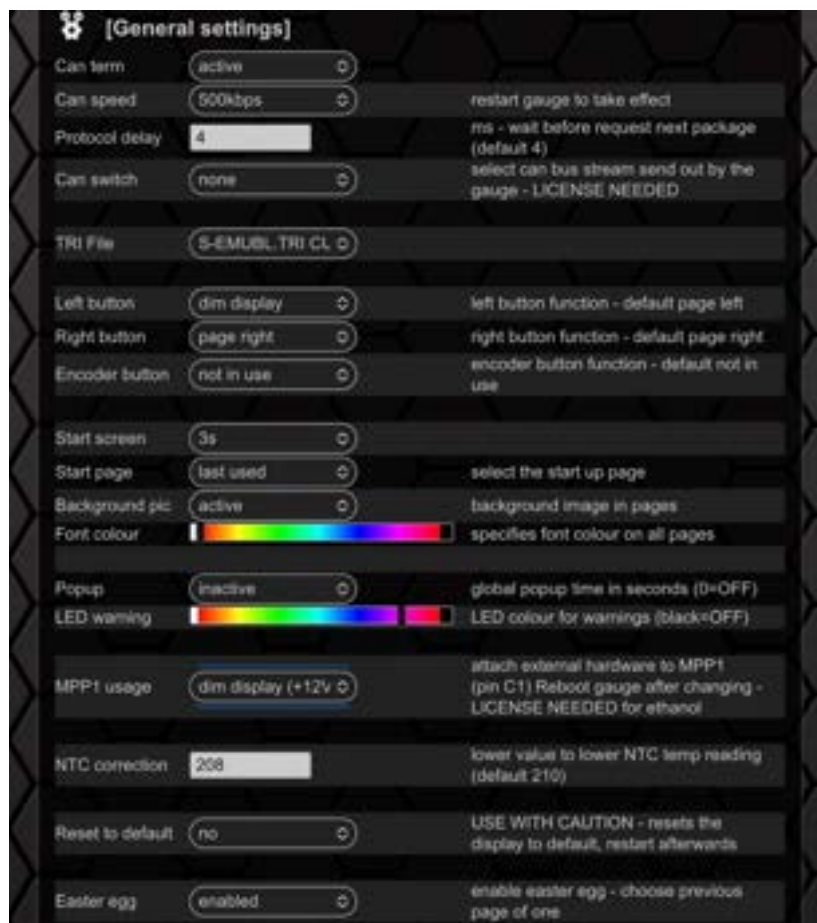 [General settings]
Can term active
Can speed 500kbps restart gauge to take effect
Protocol delay 4 ms - wait before request next package
(default 4)
Can switch none select can bus stream send out by the
gauge - LICENSE NEEDED
TRI File S-EMUBL.TRI CL
Left button dim display left button function - default page left
Right button page right right button function - default page right
Encoder button not in use encoder button function - default not in
use
Start screen 3s
Start page last used select the start up page
Background pic active background image in pages
Font colour specifies font colour on all pages
Popup inactive global popup time in seconds (0=OFF)
LED warning LED colour for warnings (black=OFF)
MPP1 usage dim display (+12V attach external hardware to MPP1
(pin C1) Reboot gauge after changing -
LICENSE NEEDED for ethanol
NTC correction 208 lower value to lower NTC temp reading
(default 210)
Reset to default no USE WITH CAUTION - resets the
display to default, restart afterwards
Easter egg enabled enable easter egg - choose previous
page of one